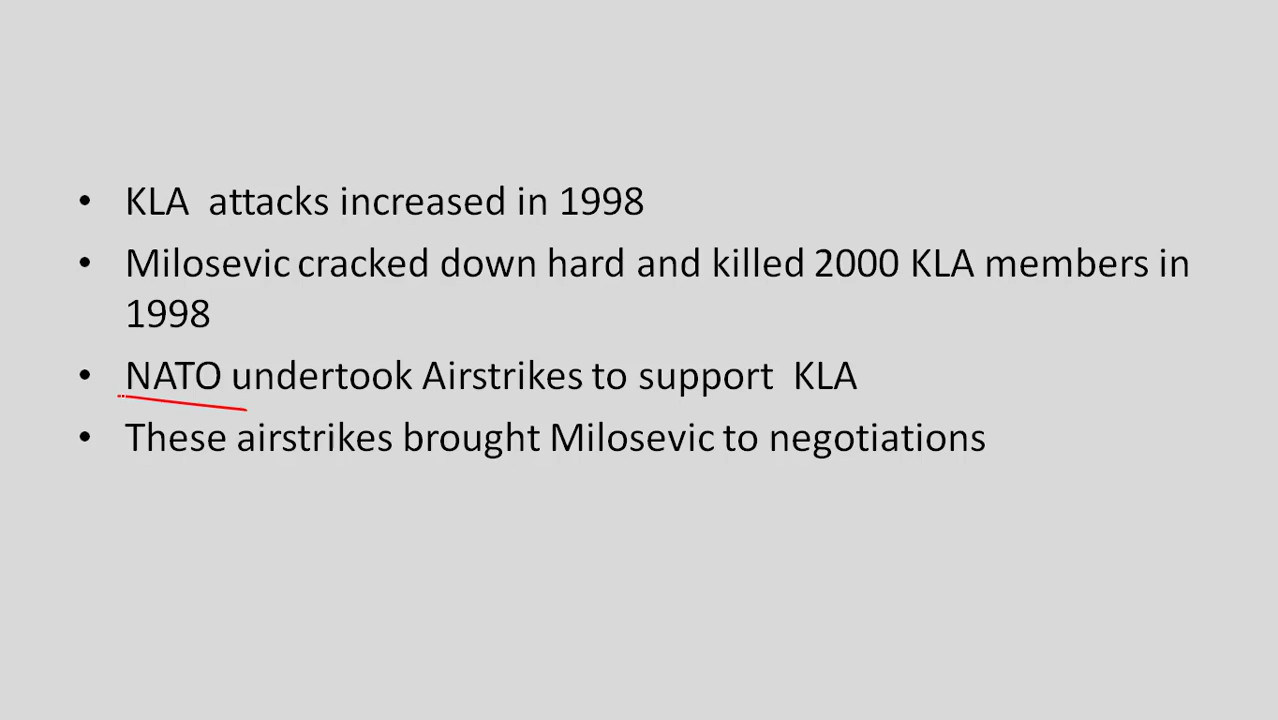 • KLA attacks increased in 1998
• Milosevic cracked down hard and killed 2000 KLA members in
1998
• NATO undertook Airstrikes to support KLA
• These airstrikes brought Milosevic to negotiations